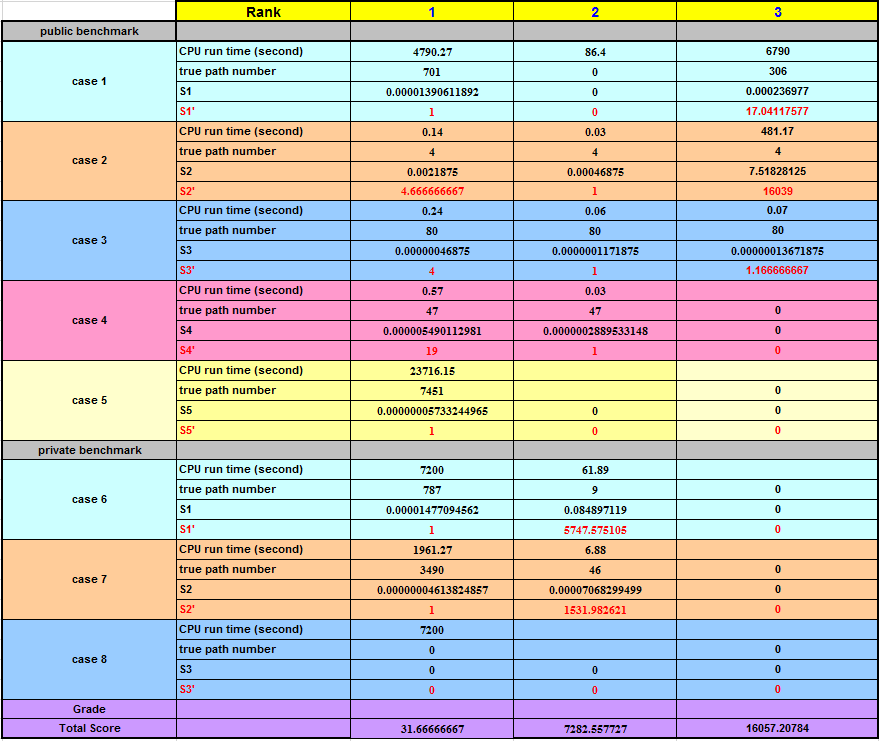 Rank 1 2 3
public benchmark
case 1
CPU run time (second) 4790.27 86.4 6790
true path number 701 0 306
S1 0.00001390611892 0 0.000236977
S1' 1 0 17.04117577
case 2
CPU run time (second) 0.14 0.03 481.17
true path number 4 4 4
S2 0.0021875 0.00046875 7.51828125
S2' 4.666666667 1 16039
case 3
CPU run time (second) 0.24 0.06 0.07
true path number 80 80 80
S3 0.00000046875 0.0000001171875 0.00000013671875
S3' 4 1 1.166666667
case 4
CPU run time (second) 0.57 0.03
true path number 47 47 0
S4 0.000005490112981 0.0000002889533148 0
S4' 19 1 0
case 5
CPU run time (second) 23716.15
true path number 7451 0
S5 0.00000005733244965 0 0
S5' 1 0 0
private benchmark
case 6
CPU run time (second) 7200 61.89
true path number 787 9 0
S1 0.00001477094562 0.084897119 0
S1' 1 5747.575105 0
case 7
CPU run time (second) 1961.27 6.88
true path number 3490 46 0
S2 0.00000004613824857 0.00007068299499 0
S2' 1 1531.982621 0
case 8
CPU run time (second) 7200
true path number 0 0
S3 0 0 0
S3' 0 0 0
Grade
Total Score 31.66666667 7282.557727 16057.20784